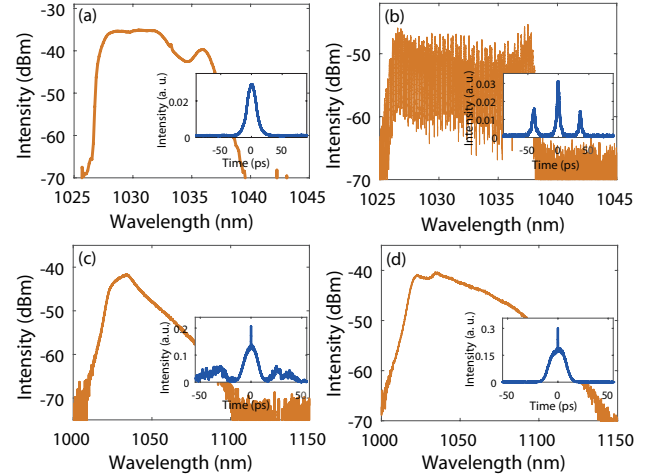 (a)
Intensity (dBm)
-30
-40
-50
-60
-70
1025
1030
1035
1040
1045
Wavelength (nm)
Intensity (a. u.)
0.02
0
-50
0
50
Time (ps)
(b)
Intensity (dBm)
-50
-60
-70
1025
1030
1035
1040
1045
Wavelength (nm)
Intensity (a.u.)
0.03
0.02
0.01
0
-50
0
50
Time (ps)
(c)
Intensity (dBm)
-40
-50
-60
-70
1000
1050
1100
1150
Wavelength (nm)
Intensity (a.u.)
0.2
0.1
0
-50
0
50
Time (ps)
(d)
Intensity (dBm)
-40
-50
-60
-70
1000
1050
1100
1150
Wavelength (nm)
Intensity (a.u.)
0.3
0.15
0
-50
0
50
Time (ps)